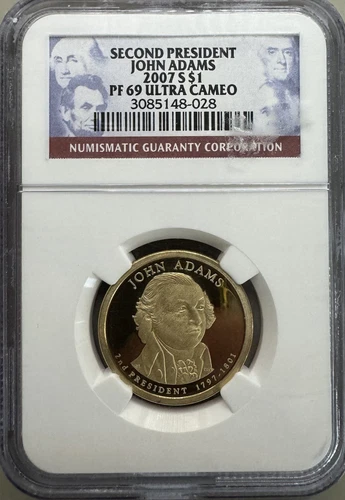 SECOND PRESIDENT
JOHN ADAMS
2007 S $1
PF 69 ULTRA CAMEO
3085148-028
NUMISMATIC GUARANTY CORPORATION
JOHN ADAMS
2nd PRESIDENT 1797-1801